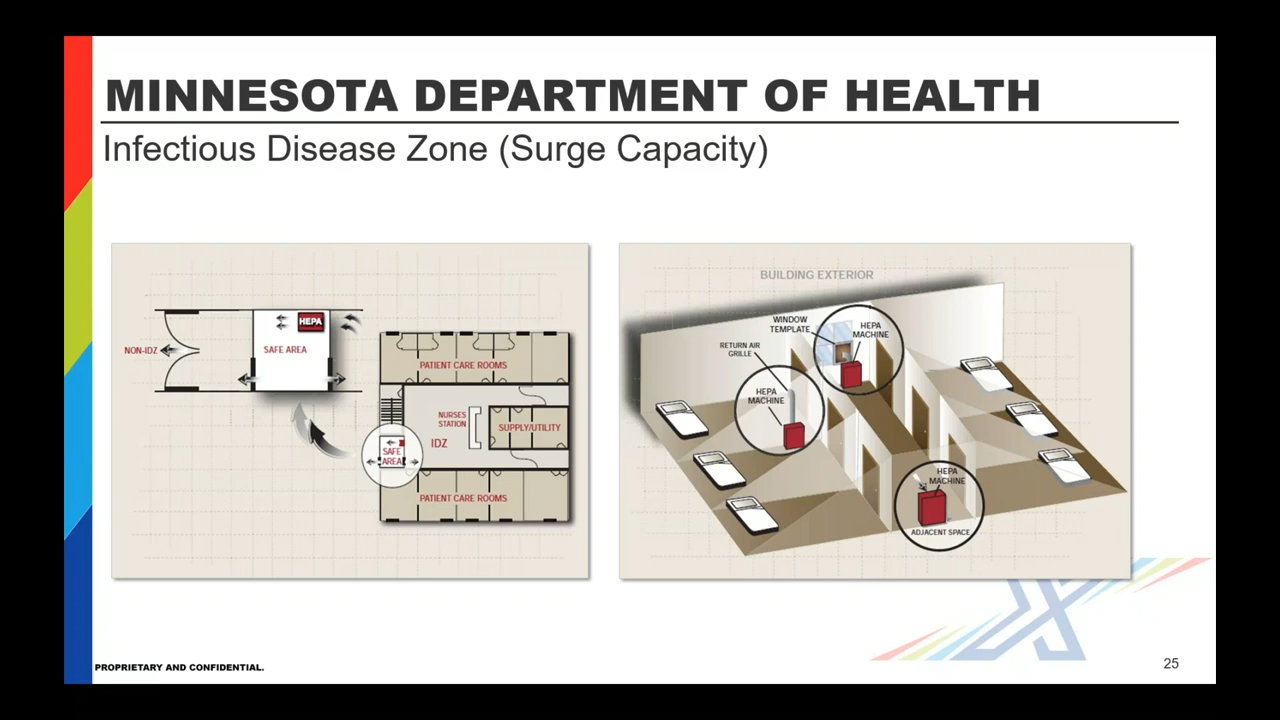 MINNESOTA DEPARTMENT OF HEALTH
Infectious Disease Zone (Surge Capacity)
HEPA
NON-IDZ
SAFE AREA
PATIENT CARE ROOMS
NURSES
STATION
IDZ
SUPPLY/UTILITY
SAFE
AREA
PATIENT CARE ROOMS
BUILDING EXTERIOR
WINDOW
TEMPLATE
HEPA
MACHINE
RETURN AIR
GRILLE
HEPA
MACHINE
HEPA
MACHINE
ADJACENT SPACE
PROPRIETARY AND CONFIDENTIAL.
25